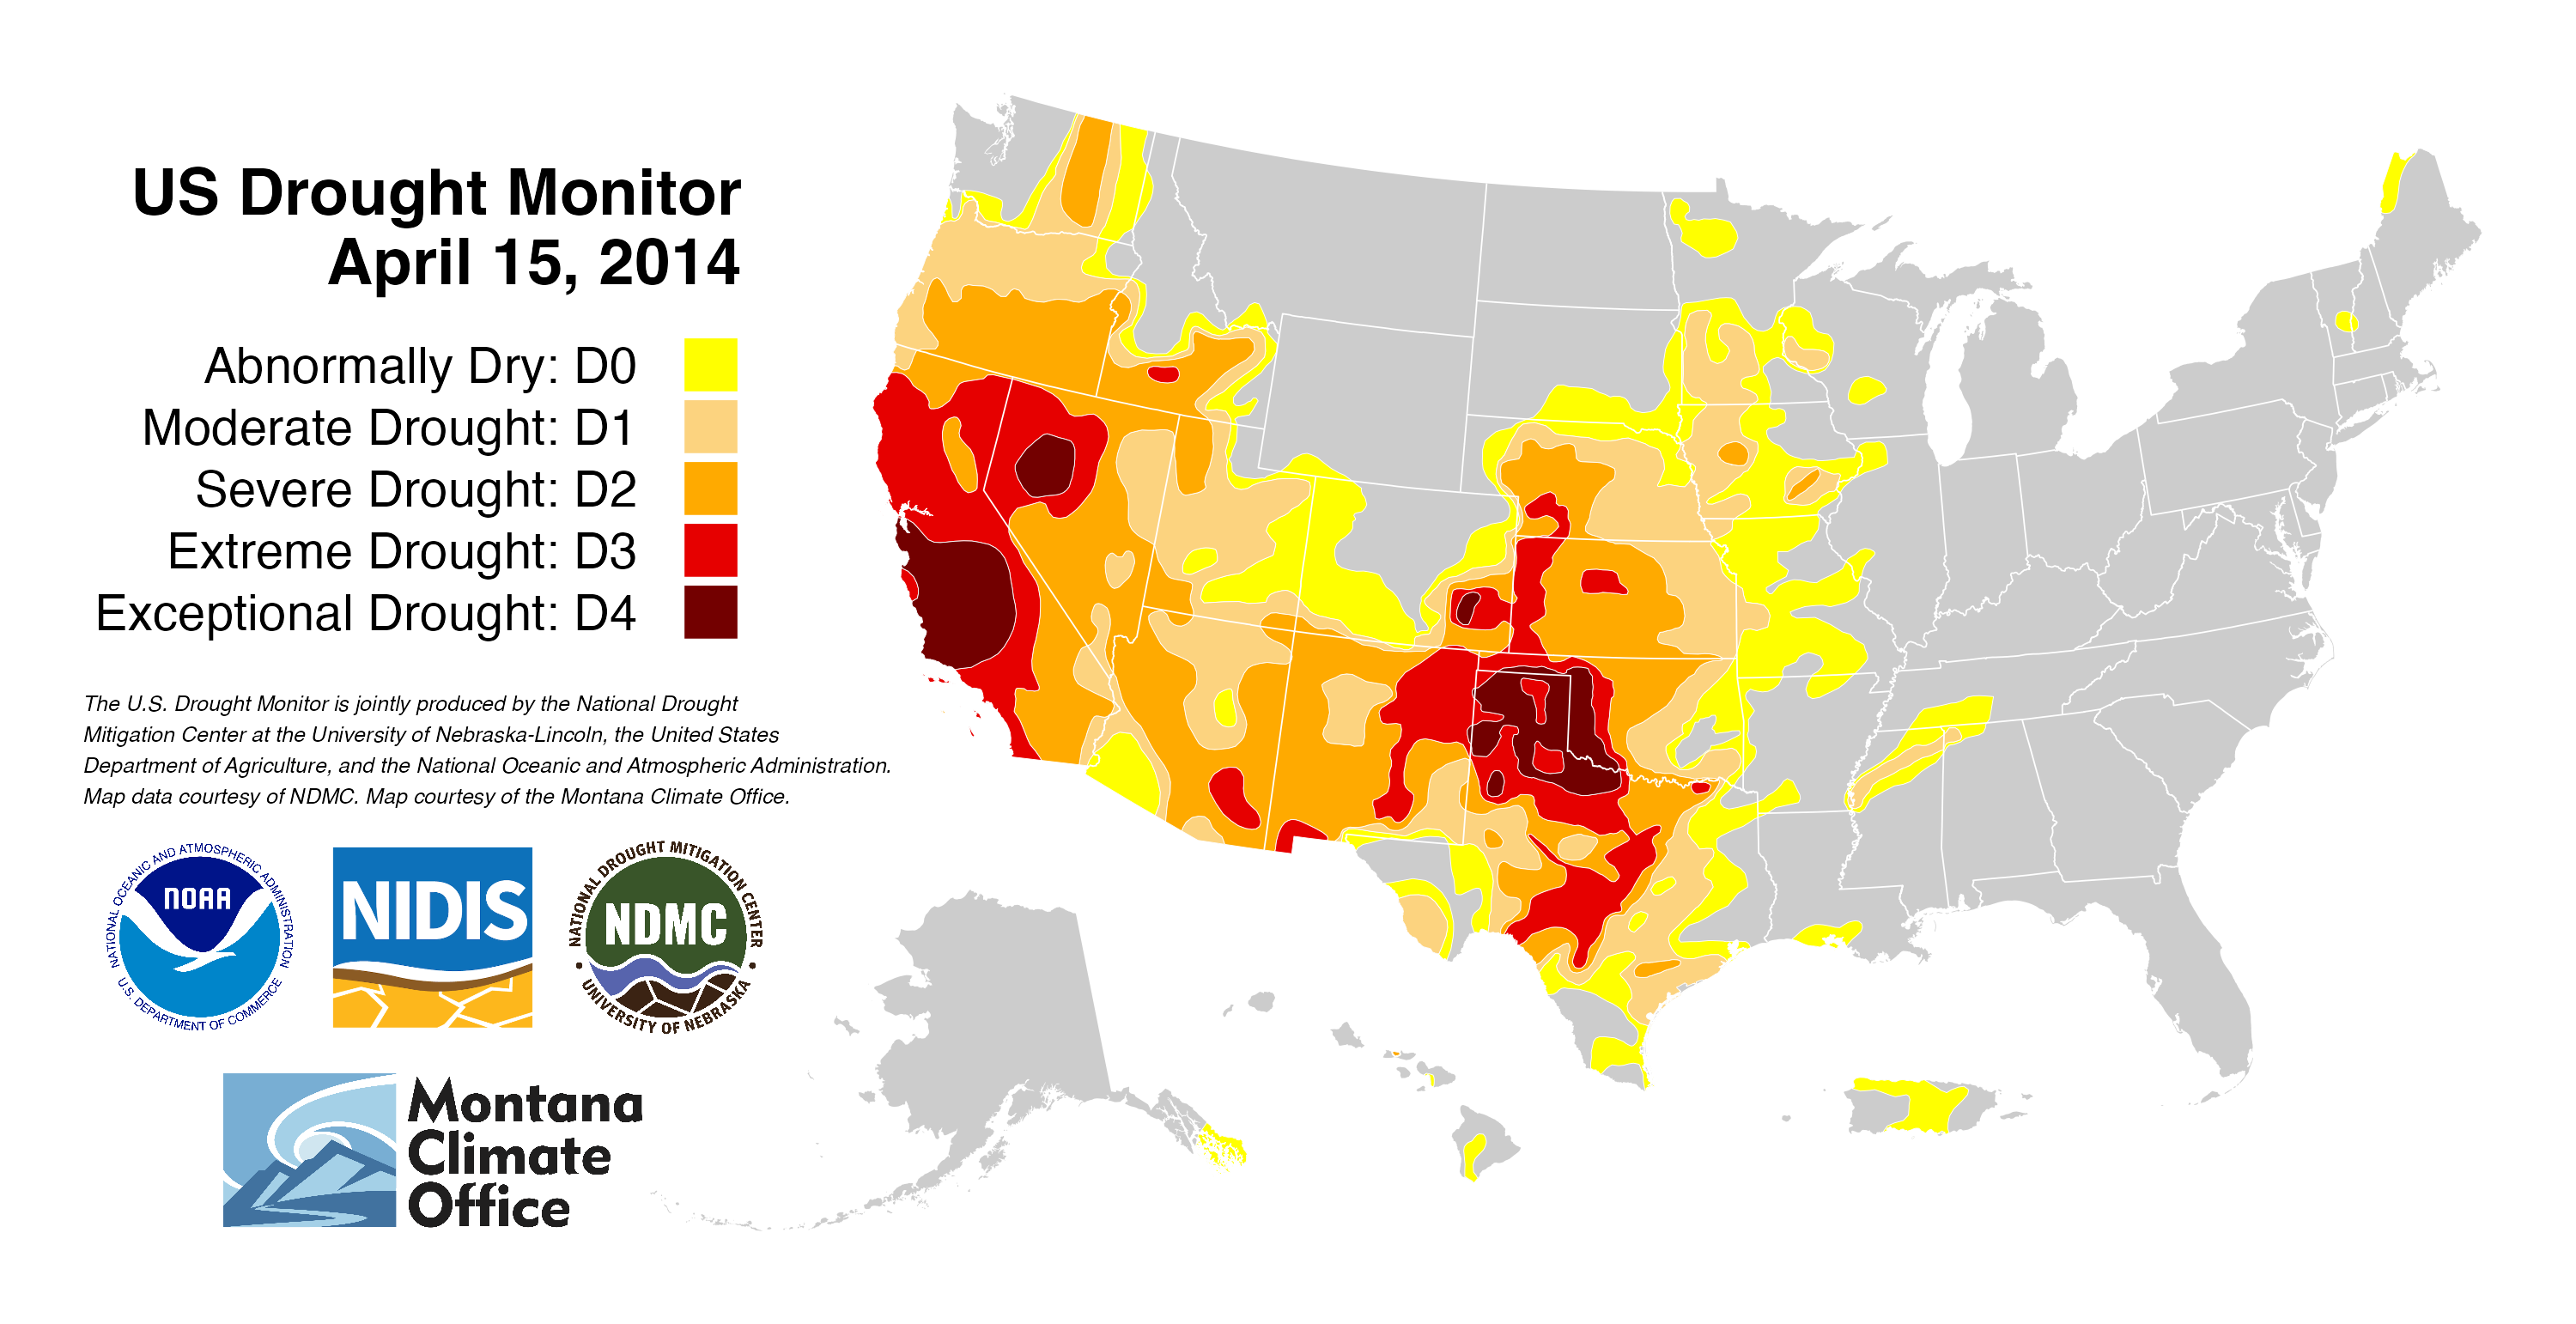 US Drought Monitor
April 15, 2014
Abnormally Dry: D0
Moderate Drought: D1
Severe Drought: D2
Extreme Drought: D3
Exceptional Drought: D4
The U.S. Drought Monitor is jointly produced by the National Drought
Mitigation Center at the University of Nebraska-Lincoln, the United States
Department of Agriculture, and the National Oceanic and Atmospheric Administration.
Map data courtesy of NDMC. Map courtesy of the Montana Climate Office.
NATIONAL OCEANIC AND ATMOSPHERIC ADMINISTRATION
NOAA
U.S. DEPARTMENT OF COMMERCE
NIDIS
NATIONAL DROUGHT MITIGATION CENTER
NDMC
UNIVERSITY OF NEBRASKA
Montana
Climate
Office